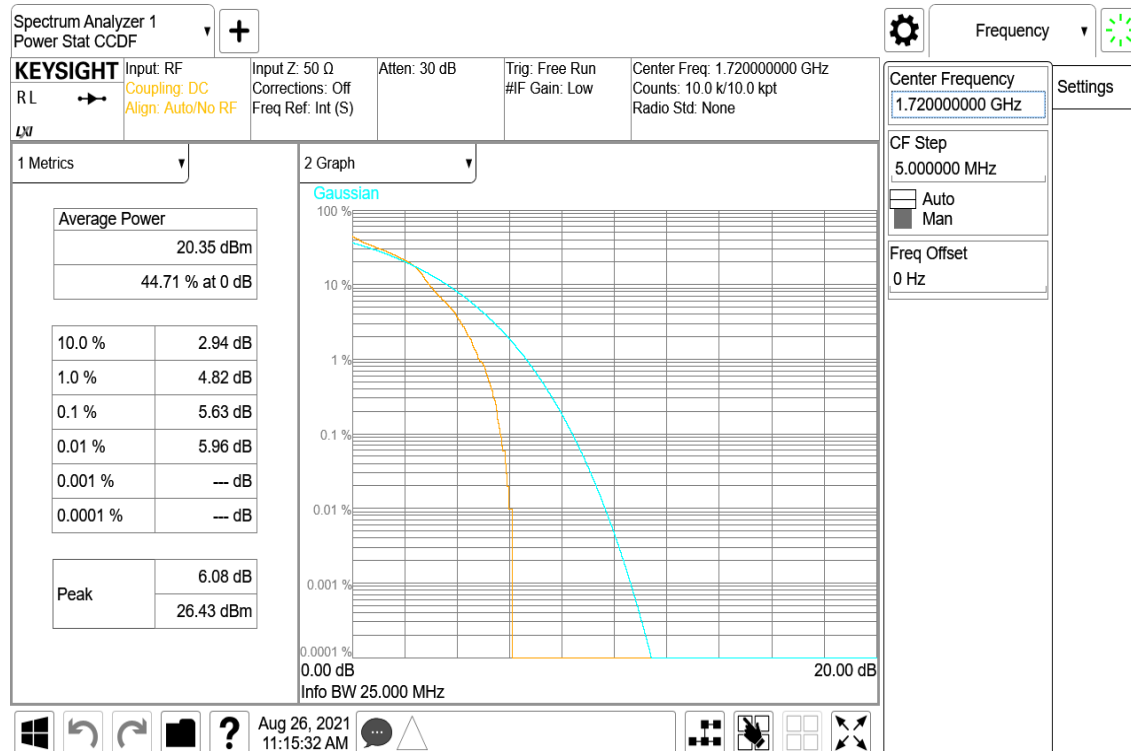 Spectrum Analyzer 1
Power Stat CCDF
Frequency
KEYSIGHT
RL
LXI
Input: RF
Coupling: DC
Align: Auto/No RF
Input Z: 50 Ω
Corrections: Off
Freq Ref: Int (S)
Atten: 30 dB
Trig: Free Run
#IF Gain: Low
Center Freq: 1.720000000 GHz
Counts: 10.0 k/10.0 kpt
Radio Std: None
Center Frequency
1.720000000 GHz
Settings
CF Step
5.000000 MHz
Auto
Man
Freq Offset
0 Hz
1 Metrics
Average Power
20.35 dBm
44.71 % at 0 dB
10.0 % 2.94 dB
1.0 % 4.82 dB
0.1 % 5.63 dB
0.01 % 5.96 dB
0.001 % --- dB
0.0001 % --- dB
Peak
6.08 dB
26.43 dBm
2 Graph
Gaussian
100 %
10 %
1 %
0.1 %
0.01 %
0.001 %
0.0001 %
0.00 dB 20.00 dB
Info BW 25.000 MHz
?
Aug 26, 2021
11:15:32 AM